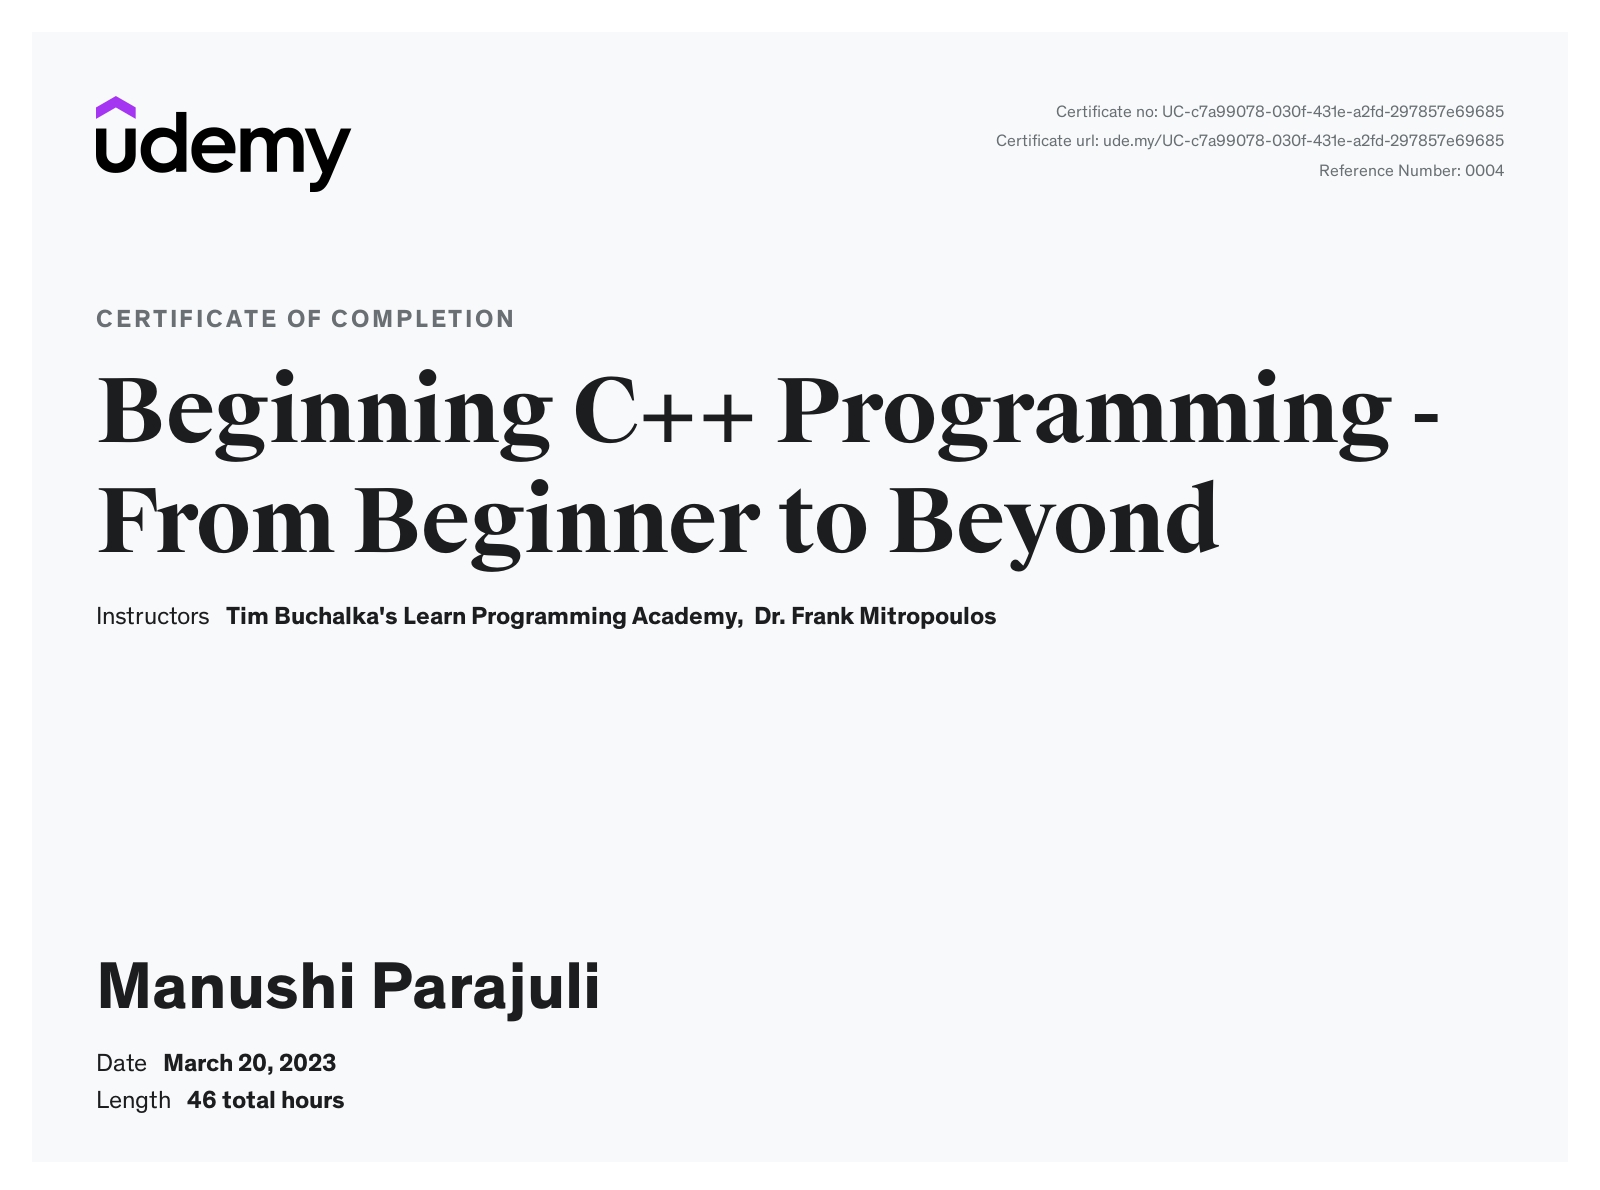 udemy
Certificate no: UC-c7a99078-030f-431e-a2fd-297857e69685
Certificate url: ude.my/UC-c7a99078-030f-431e-a2fd-297857e69685
Reference Number: 0004
CERTIFICATE OF COMPLETION
Beginning C++ Programming -
From Beginner to Beyond
Instructors Tim Buchalka's Learn Programming Academy, Dr. Frank Mitropoulos
Manushi Parajuli
Date March 20, 2023
Length 46 total hours